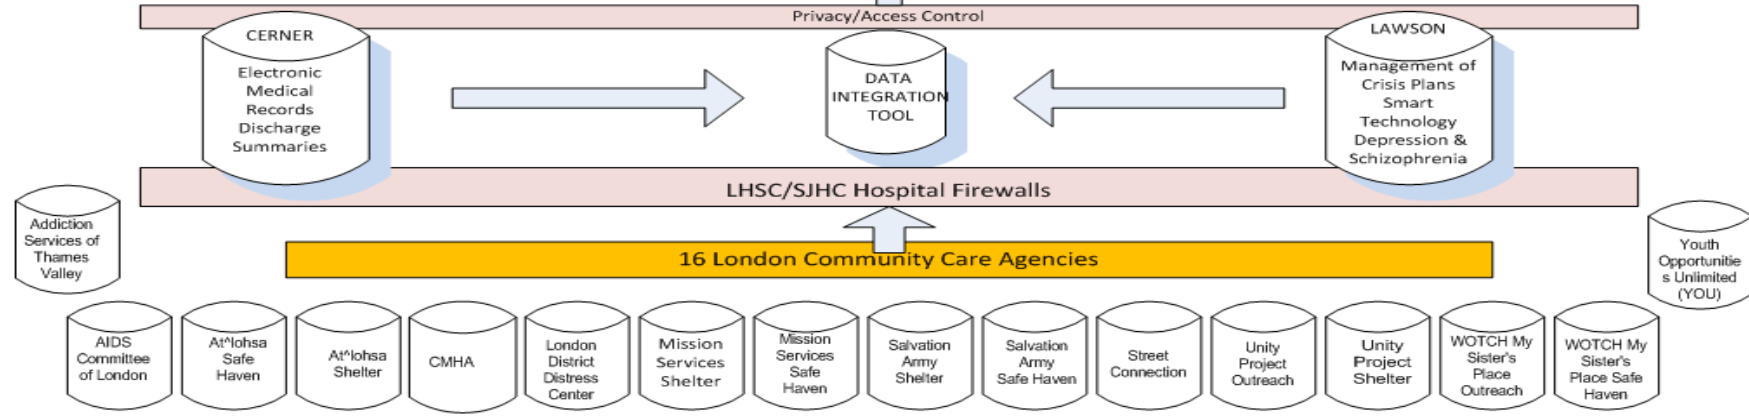 Privacy/Access Control
CERNER
Electronic
Medical
Records
Discharge
Summaries
DATA
INTEGRATION
TOOL
LAWSON
Management of
Crisis Plans
Smart
Technology
Depression &
Schizophrenia
LHSC/SJHC Hospital Firewalls
Addiction
Services of
Thames
Valley
16 London Community Care Agencies
Youth
Opportunitie
s Unlimited
(YOU)
AIDS
Committee
of London
At^lohsa
Safe
Haven
At^lohsa
Shelter
CMHA
London
District
Distress
Center
Mission
Services
Shelter
Mission
Services
Safe
Haven
Salvation
Army
Shelter
Salvation
Army
Safe Haven
Street
Connection
Unity
Project
Outreach
Unity
Project
Shelter
WOTCH My
Sister's
Place
Outreach
WOTCH My
Sister's
Place Safe
Haven